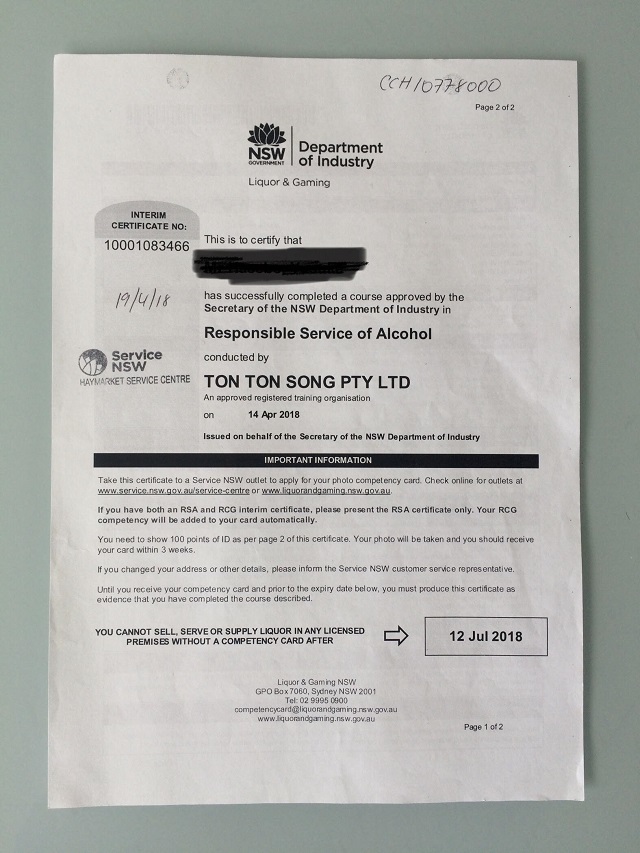 CCH10778000
Page 2 of 2
NSW
GOVERNMENT
Department
of Industry
Liquor & Gaming
INTERIM
CERTIFICATE NO:
10001083466
This is to certify that
19/4/18
has successfully completed a course approved by the
Secretary of the NSW Department of Industry in
Responsible Service of Alcohol
conducted by
Service
NSW
HAYMARKET SERVICE CENTRE
TON TON SONG PTY LTD
An approved registered training organisation
on 14 Apr 2018
Issued on behalf of the Secretary of the NSW Department of Industry
IMPORTANT INFORMATION
Take this certificate to a Service NSW outlet to apply for your photo competency card. Check online for outlets at
www.service.nsw.gov.au/service-centre or www.liquorandgaming.nsw.gov.au.
If you have both an RSA and RCG interim certificate, please present the RSA certificate only. Your RCG
competency will be added to your card automatically.
You need to show 100 points of ID as per page 2 of this certificate. Your photo will be taken and you should receive
your card within 3 weeks.
If you changed your address or other details, please inform the Service NSW customer service representative.
Until you receive your competency card and prior to the expiry date below, you must produce this certificate as
evidence that you have completed the course described.
YOU CANNOT SELL, SERVE OR SUPPLY LIQUOR IN ANY LICENSED
PREMISES WITHOUT A COMPETENCY CARD AFTER
12 Jul 2018
Liquor & Gaming NSW
GPO Box 7060, Sydney NSW 2001
Tel: 02 9995 0900
competencycard@liquorandgaming.nsw.gov.au
www.liquorandgaming.nsw.gov.au
Page 1 of 2